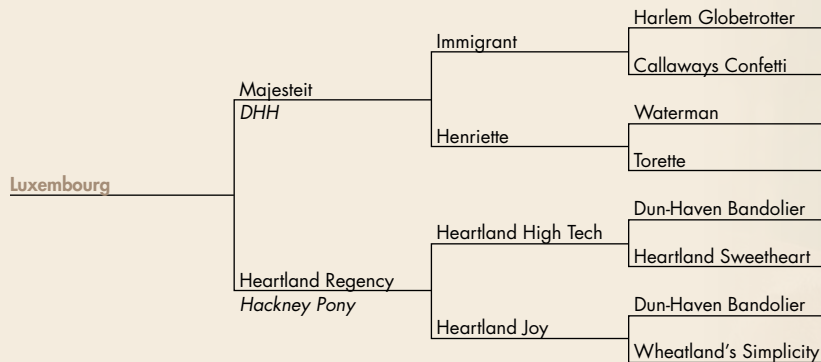 Harlem Globetrotter
Immigrant
Callaways Confetti
Majesteit
DHH
Waterman
Henriette
Torette
Luxembourg
Dun-Haven Bandolier
Heartland High Tech
Heartland Sweetheart
Heartland Regency
Hackney Pony
Dun-Haven Bandolier
Heartland Joy
Wheatland's Simplicity